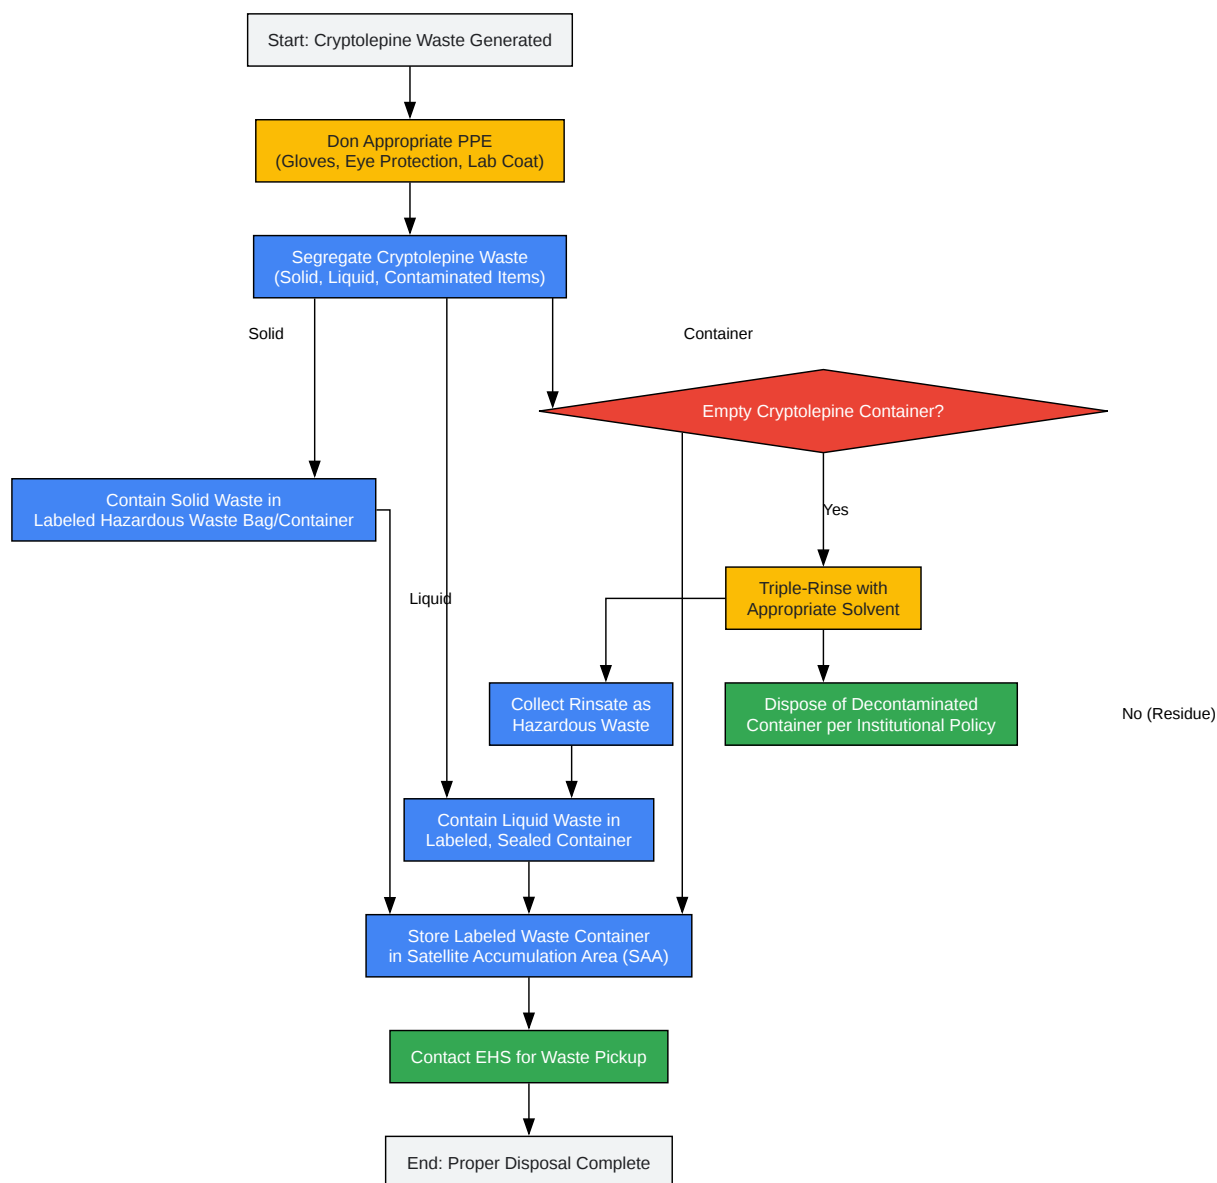 Start: Cryptolepine Waste Generated
Don Appropriate PPE
(Gloves, Eye Protection, Lab Coat)
Segregate Cryptolepine Waste
(Solid, Liquid, Contaminated Items)
Solid
Container
Empty Cryptolepine Container?
Contain Solid Waste in
Labeled Hazardous Waste Bag/Container
Yes
Triple-Rinse with
Appropriate Solvent
Liquid
Collect Rinsate as
Hazardous Waste
Dispose of Decontaminated
Container per Institutional Policy
No (Residue)
Contain Liquid Waste in
Labeled, Sealed Container
Store Labeled Waste Container
in Satellite Accumulation Area (SAA)
Contact EHS for Waste Pickup
End: Proper Disposal Complete